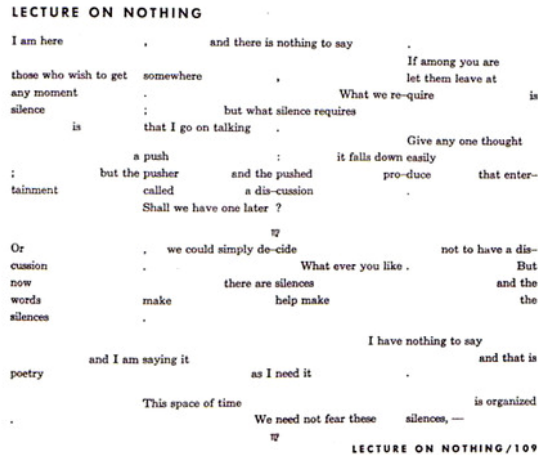 LECTURE ON NOTHING
I am here , and there is nothing to say .
If among you are
those who wish to get somewhere , let them leave at
any moment . What we re-quire is
silence ; but what silence requires
is that I go on talking .
Give any one thought
a push : it falls down easily
; but the pusher and the pushed pro-duce that enter-
tainment called a dis-cussion .
Shall we have one later ?
Or , we could simply de-cide not to have a dis-
cussion . What ever you like . But
now there are silences and the
words make help make the
silences .
I have nothing to say
and I am saying it and that is
poetry as I need it .
This space of time is organized
. We need not fear these silences, —
LECTURE ON NOTHING/109